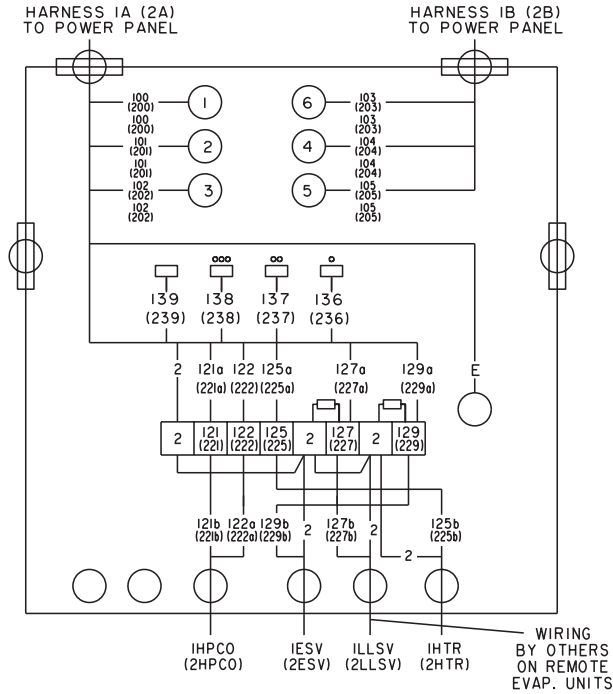 HARNESS 1A (2A)
TO POWER PANEL
HARNESS 1B (2B)
TO POWER PANEL
100
(200)
1
6
103
(203)
100
(200)
103
(203)
101
(201)
2
4
104
(204)
101
(201)
104
(204)
102
(202)
3
5
105
(205)
102
(202)
105
(205)
139
(239)
138
(238)
137
(237)
136
(236)
2
121a
(221a)
122
(222)
125a
(225a)
127a
(227a)
129a
(229a)
E
2
121
(221)
122
(222)
125
(225)
2
127
(227)
2
129
(229)
121b
(221b)
122a
(222a)
129b
(229b)
2
127b
(227b)
2
2
125b
(225b)
1HPCO
(2HPCO)
1ESV
(2ESV)
1LLSV
(2LLSV)
1HTR
(2HTR)
WIRING
BY OTHERS
ON REMOTE
EVAP. UNITS